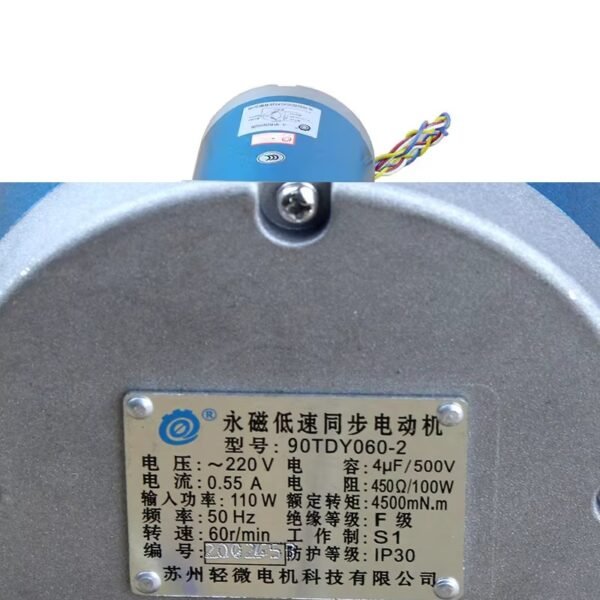 CCC
® 永磁低速同步电动机
型号: 90TDY060-2
电 压: ～220V 电 容: 4μF/500V
电 流: 0.55 A 电 阻: 450Ω/100W
输入功率: 110W 额定转矩: 4500mN.m
频 率: 50 Hz 绝缘等级: F 级
转 速: 60r/min 工 作 制: S1
编 号: 防护等级: IP30
苏州轻微电机科技有限公司